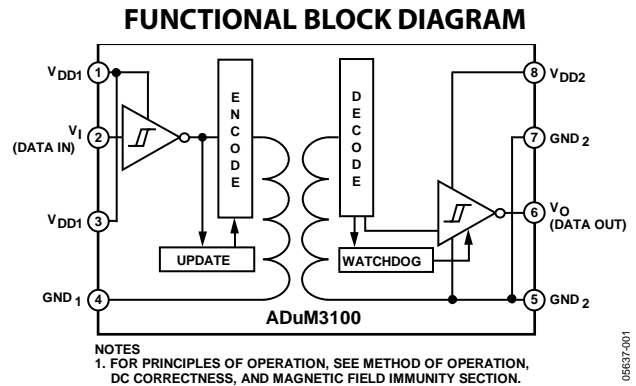 FUNCTIONAL BLOCK DIAGRAM
VDD1 1
8 VDD2
E
N
C
O
D
E
D
E
C
O
D
E
VI 2
(DATA IN)
7 GND2
VDD1 3
6 VO
(DATA OUT)
UPDATE
WATCHDOG
GND1 4
5 GND2
ADuM3100
NOTES
1. FOR PRINCIPLES OF OPERATION, SEE METHOD OF OPERATION,
DC CORRECTNESS, AND MAGNETIC FIELD IMMUNITY SECTION.
05637-001